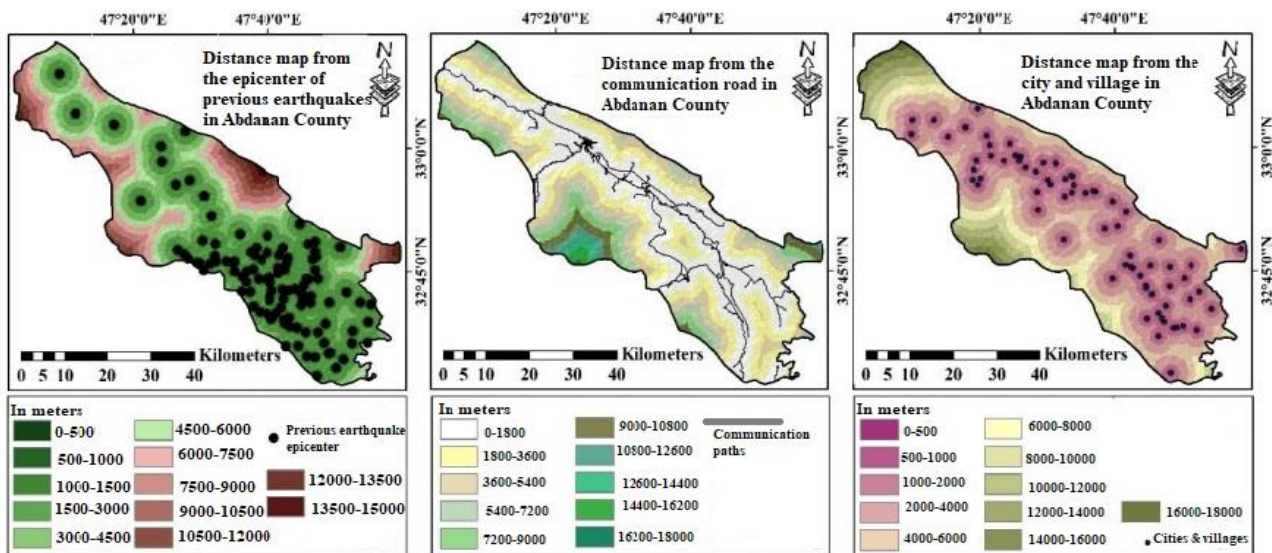 47°20'0"E 47°40'0"E
Distance map from
the epicenter of
previous earthquakes
in Abdanan County
N
33°0'0"N
32°45'0"N
Kilometers
0 5 10 20 30 40
In meters
0-500
500-1000
1000-1500
1500-3000
3000-4500
4500-6000
6000-7500
7500-9000
9000-10500
10500-12000
Previous earthquake
epicenter
12000-13500
13500-15000
47°20'0"E 47°40'0"E
Distance map from the
communication road in
Abdanan County
N
33°0'0"N
32°45'0"N
Kilometers
0 5 10 20 30 40
In meters
0-1800
1800-3600
3600-5400
5400-7200
7200-9000
9000-10800
10800-12600
12600-14400
14400-16200
16200-18000
Communication
paths
47°20'0"E 47°40'0"E
Distance map from the
city and village in
Abdanan County
N
33°0'0"N
32°45'0"N
Kilometers
0 5 10 20 30 40
In meters
0-500
500-1000
1000-2000
2000-4000
4000-6000
6000-8000
8000-10000
10000-12000
12000-14000
14000-16000
16000-18000
Cities & villages